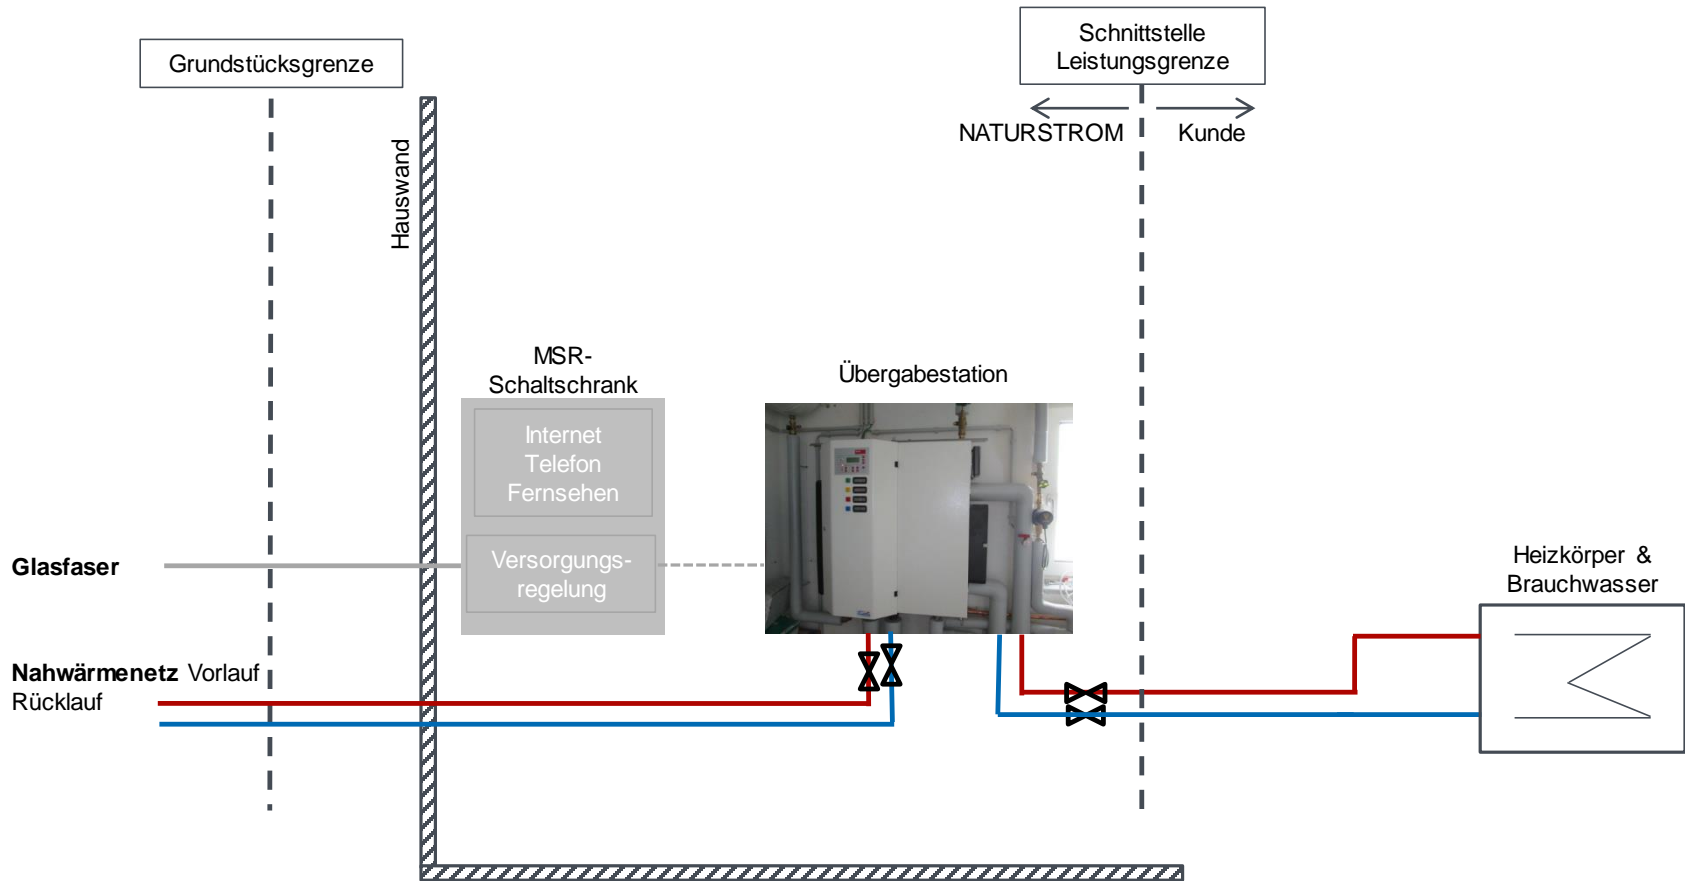 Grundstücksgrenze
Schnittstelle
Leistungsgrenze
NATURSTROM
Kunde
Hauswand
MSR-
Schaltschrank
Übergabestation
Internet
Telefon
Fernsehen
Versorgungs-
regelung
Glasfaser
Heizkörper &
Brauchwasser
Nahwärmenetz Vorlauf
Rücklauf